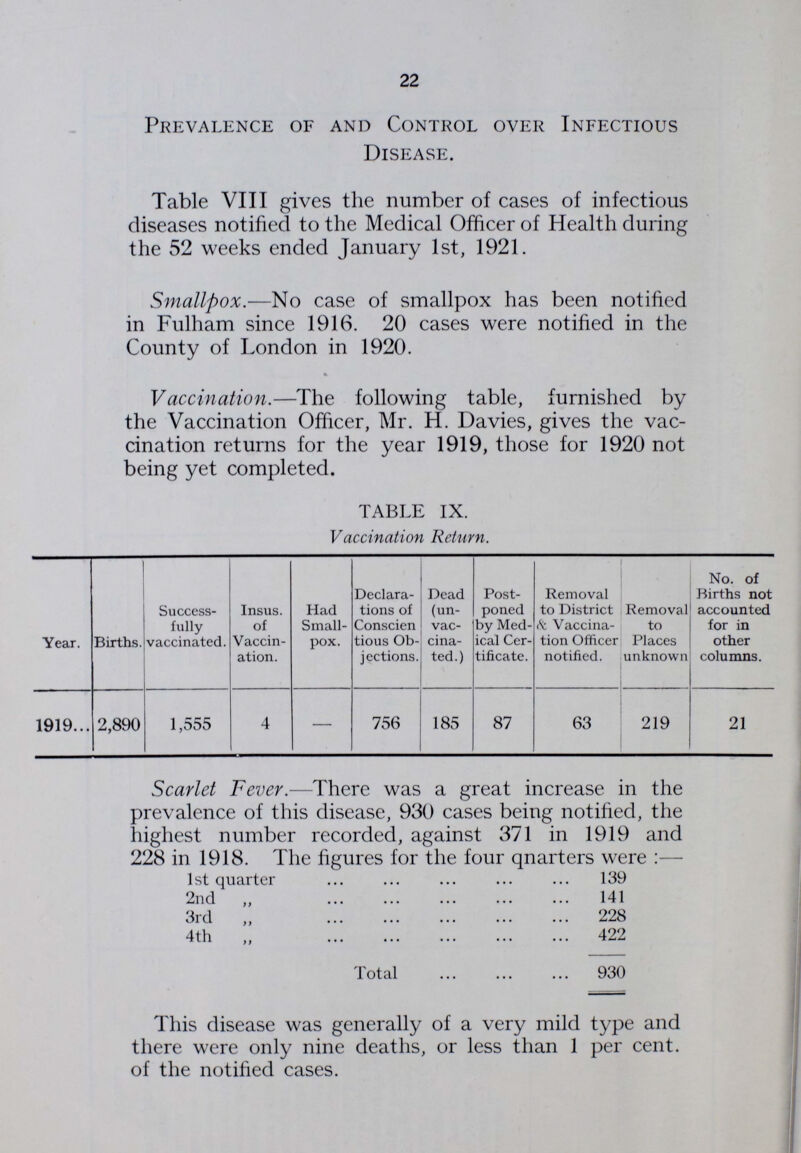 22
Prevalence of and Control over Infectious
Disease.
Table VIII gives the number of cases of infectious
diseases notified to the Medical Officer of Health during
the 52 weeks ended January 1st, 1921.
Smallpox.—No case of smallpox has been notified
in Fulham since 1916. 20 cases were notified in the
County of London in 1920.
Vaccination.—The following table, furnished by
the Vaccination Officer, Mr. H. Davies, gives the vac-
cination returns for the year 1919, those for 1920 not
being yet completed.
TABLE IX.
Vaccination Return.
Year. | Births. | Success-fully vaccinated. | Insus. of Vaccin-ation. | Had Small-pox. | Declara-tions of Conscien tious Ob-jections. | Dead (un-vac-cina-ted.) | Post-poned by Med-ical Cer-tificate. | Removal to District & Vaccina-tion Officer notified. | Removal to Places unknown | No. of Births not accounted for in other columns.
1919... | 2,890 | 1,555 | 4 | — | 756 | 185 | 87 | 63 | 219 | 21
Scarlet Fever.—There was a great increase in the
prevalence of this disease, 930 cases being notified, the
highest number recorded, against 371 in 1919 and
228 in 1918. The figures for the four qnarters were :—
1st quarter ... ... ... ... ... 139
2nd ,, ... ... ... ... ... 141
3rd ,, ... ... ... ... ... 228
4th ,, ... ... ... ... ... 422
Total ... ... ... 930
This disease was generally of a very mild type and
there were only nine deaths, or less than 1 per cent.
of the notified cases.